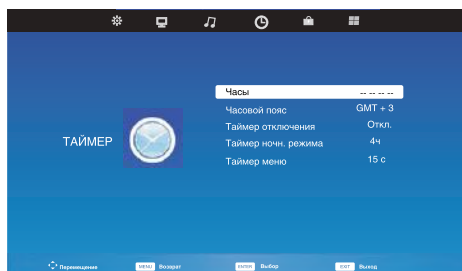 Часы -- -- -- --
Часовой пояс GMT + 3
Таймер отключения Откл.
ТАЙМЕР
Таймер ночн. режима 4ч
Таймер меню 15 с
Перемещение MENU Возврат ENTER Выбор EXIT Выход